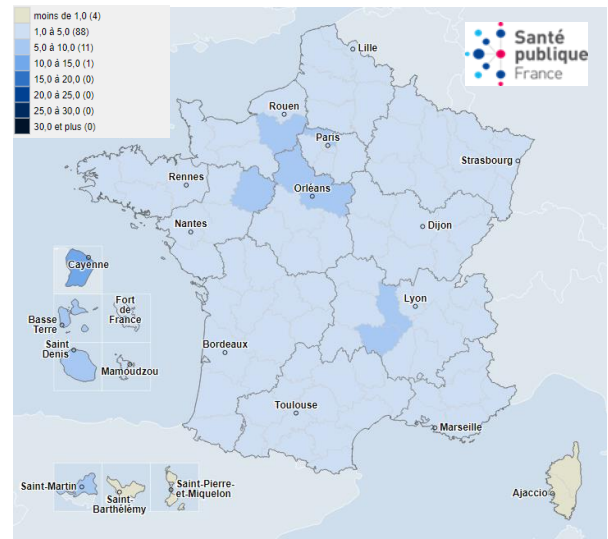 moins de 1,0 (4)
1,0 à 5,0 (88)
5,0 à 10,0 (11)
10,0 à 15,0 (1)
15,0 à 20,0 (0)
20,0 à 25,0 (0)
25,0 à 30,0 (0)
30,0 et plus (0)
Santé
publique
France
Lille
Rouen
Paris
Strasbourg
Rennes
Orléans
Nantes
Dijon
Cayenne
Lyon
Basse
Terre
Fort
de
France
Saint
Denis
Mamoudzou
Bordeaux
Toulouse
Marseille
Saint-Martin
Saint-
Barthélémy
Saint-Pierre-
et-Miquelon
Ajaccio